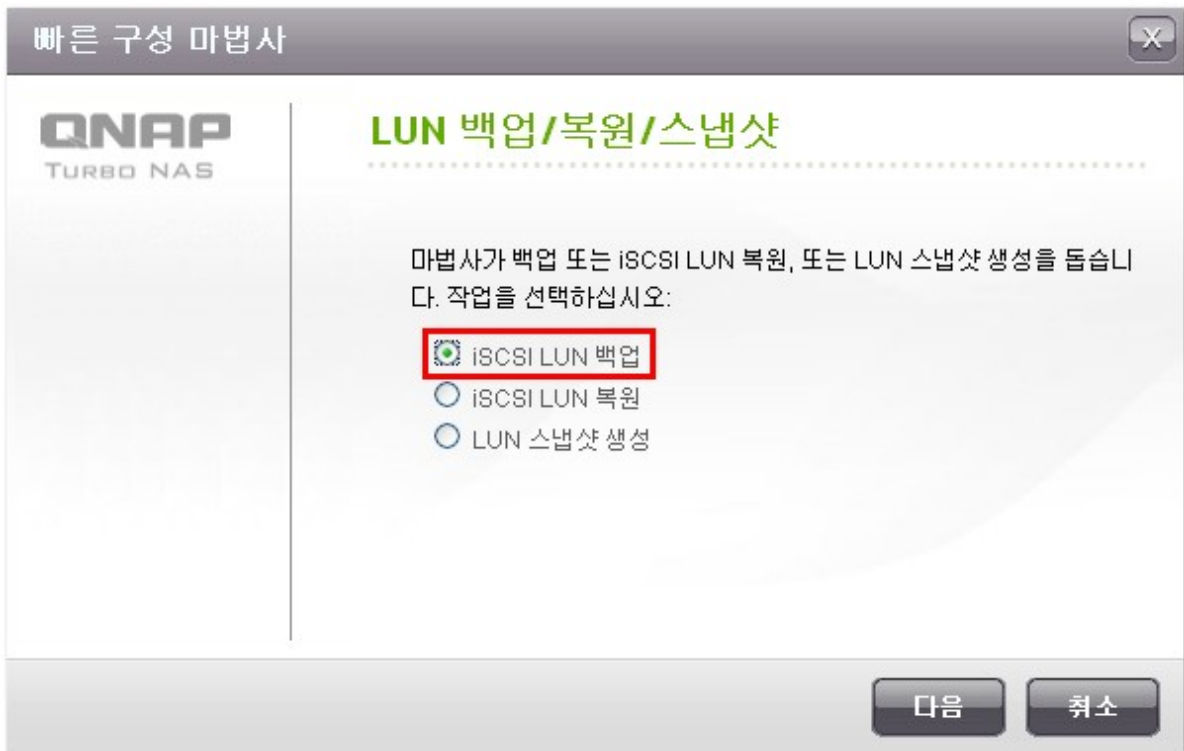 빠른 구성 마법사
X
QNAP
TURBO NAS
LUN 백업/복원/스냅샷
마법사가 백업 또는 iSCSI LUN 복원, 또는 LUN 스냅샷 생성을 돕습니
다. 작업을 선택하십시오:
iSCSI LUN 백업
iSCSI LUN 복원
LUN 스냅샷 생성
다음
취소